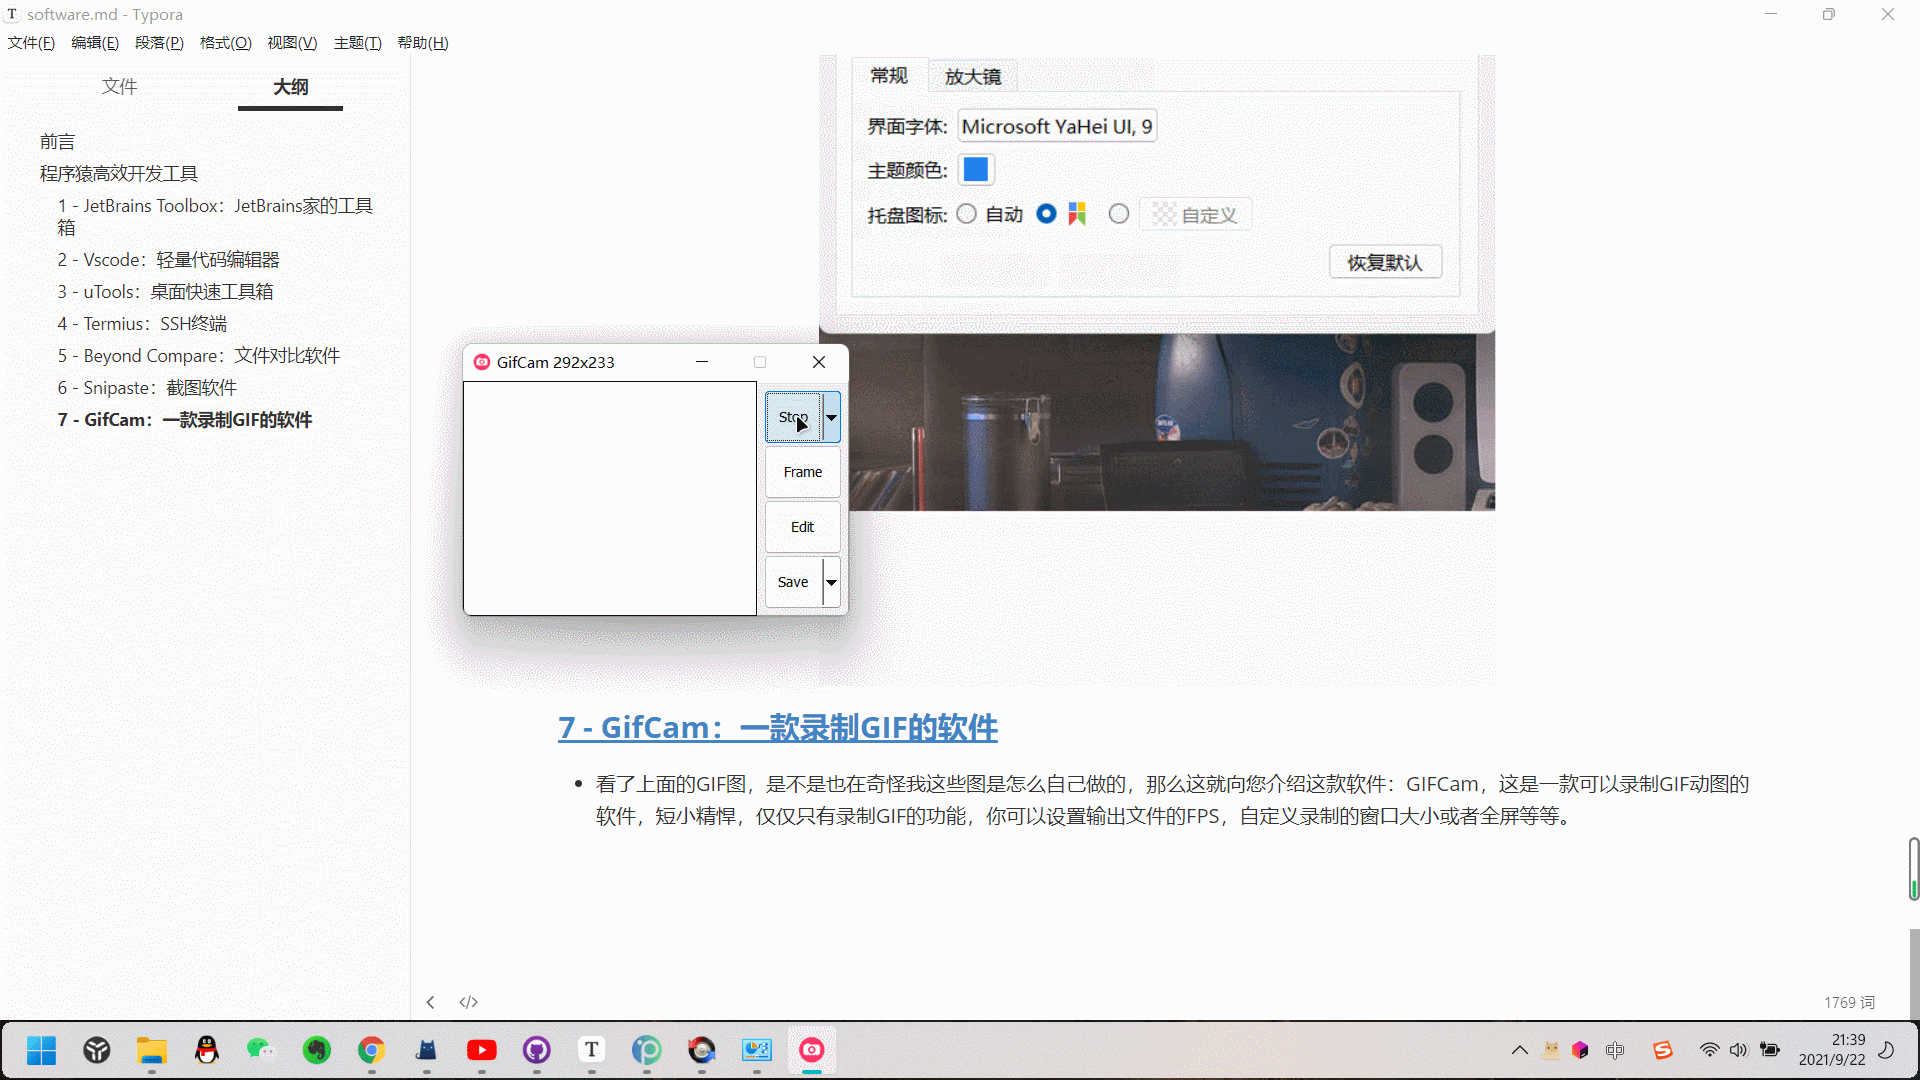 software.md - Typora
文件(F) 编辑(E) 段落(P) 格式(O) 视图(V) 主题(T) 帮助(H)
文件 大纲
前言
程序猿高效开发工具
1 - JetBrains Toolbox：JetBrains家的工具
箱
2 - Vscode：轻量代码编辑器
3 - uTools：桌面快速工具箱
4 - Termius：SSH终端
5 - Beyond Compare：文件对比软件
6 - Snipaste：截图软件
7 - GifCam：一款录制GIF的软件
常规 放大镜
界面字体: Microsoft YaHei UI, 9
主题颜色:
托盘图标: 自动 自定义
恢复默认
GifCam 292x233
Stop
Frame
Edit
Save
7 - GifCam：一款录制GIF的软件
看了上面的GIF图，是不是也在奇怪我这些图是怎么自己做的，那么这就向您介绍这款软件：GIFCam，这是一款可以录制GIF动图的
软件，短小精悍，仅仅只有录制GIF的功能，你可以设置输出文件的FPS，自定义录制的窗口大小或者全屏等等。
</> 1769 词
中
21:39
2021/9/22